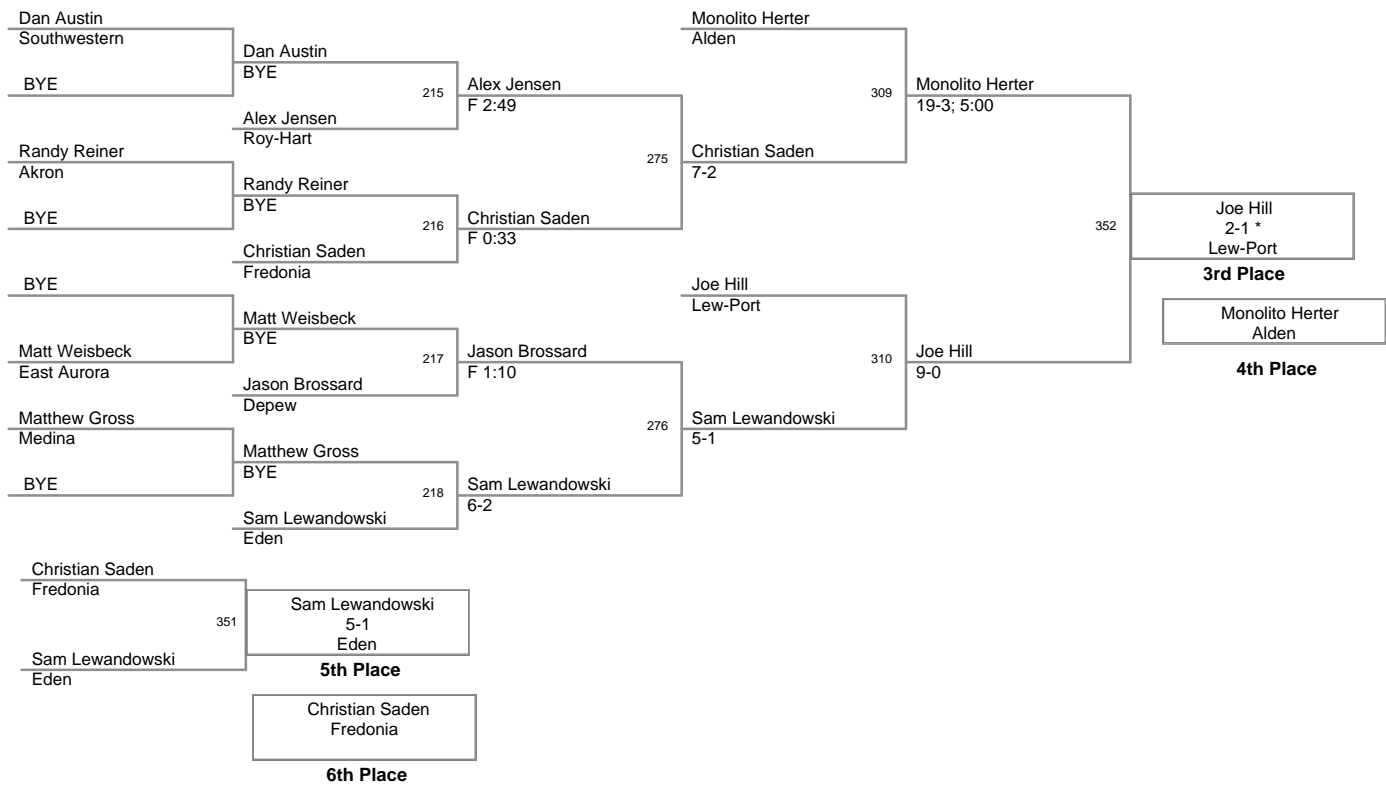 Dan Austin
Southwestern
BYE
Dan Austin
BYE
215
Alex Jensen
Roy-Hart
Alex Jensen
F 2:49
Randy Reiner
Akron
BYE
Randy Reiner
BYE
216
Christian Saden
Fredonia
Christian Saden
F 0:33
275
BYE
Matt Weisbeck
East Aurora
Matt Weisbeck
BYE
217
Jason Brossard
Depew
Jason Brossard
F 1:10
Matthew Gross
Medina
BYE
Matthew Gross
BYE
218
Sam Lewandowski
Eden
Sam Lewandowski
6-2
276
Monolito Herter
Alden
309
Christian Saden
7-2
Monolito Herter
19-3; 5:00
Joe Hill
Lew-Port
310
Sam Lewandowski
5-1
Joe Hill
9-0
352
Joe Hill
2-1 *
Lew-Port
3rd Place
Monolito Herter
Alden
4th Place
Christian Saden
Fredonia
351
Sam Lewandowski
Eden
Sam Lewandowski
5-1
Eden
5th Place
Christian Saden
Fredonia
6th Place